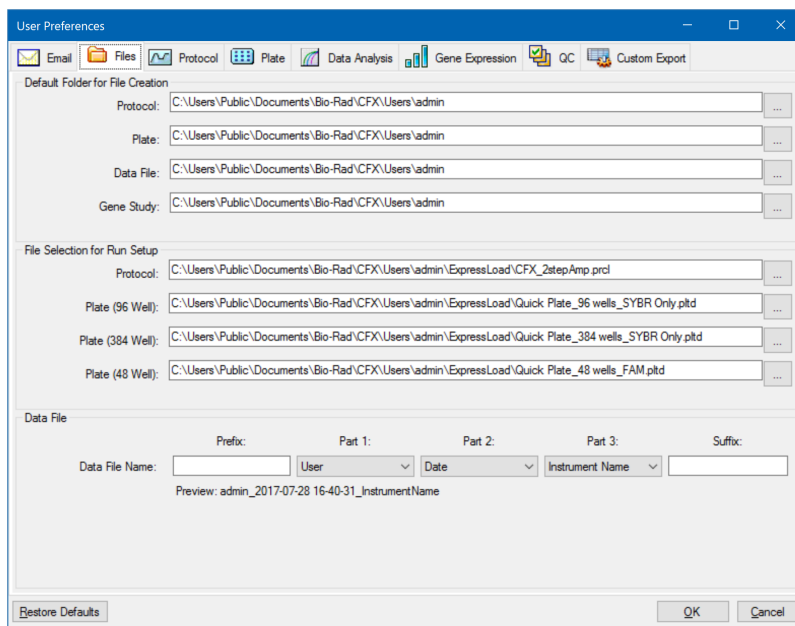 User Preferences
Email Files Protocol Plate Data Analysis Gene Expression QC Custom Export
Default Folder for File Creation
Protocol: C:\Users\Public\Documents\Bio-Rad\CFX\Users\admin ...
Plate: C:\Users\Public\Documents\Bio-Rad\CFX\Users\admin ...
Data File: C:\Users\Public\Documents\Bio-Rad\CFX\Users\admin ...
Gene Study: C:\Users\Public\Documents\Bio-Rad\CFX\Users\admin ...
File Selection for Run Setup
Protocol: C:\Users\Public\Documents\Bio-Rad\CFX\Users\admin\ExpressLoad\CFX_2stepAmp.prcl ...
Plate (96 Well): C:\Users\Public\Documents\Bio-Rad\CFX\Users\admin\ExpressLoad\Quick Plate_96 wells_SYBR Only.pltd ...
Plate (384 Well): C:\Users\Public\Documents\Bio-Rad\CFX\Users\admin\ExpressLoad\Quick Plate_384 wells_SYBR Only.pltd ...
Plate (48 Well): C:\Users\Public\Documents\Bio-Rad\CFX\Users\admin\ExpressLoad\Quick Plate_48 wells_FAM.pltd ...
Data File
Prefix: Part 1: Part 2: Part 3: Suffix:
Data File Name: User Date Instrument Name
Preview: admin_2017-07-28 16-40-31_InstrumentName
Restore Defaults OK Cancel